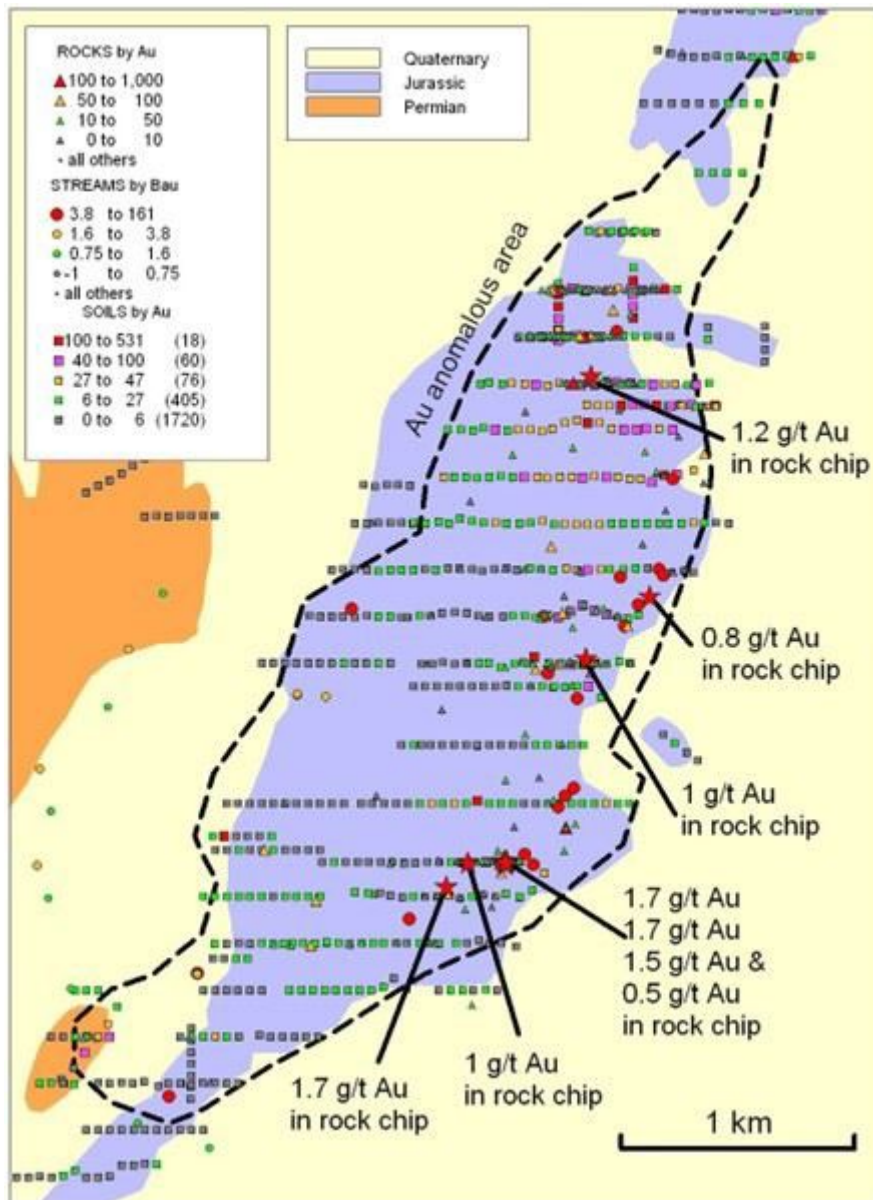 ROCKS by Au
100 to 1,000
50 to 100
10 to 50
0 to 10
- all others
STREAMS by Bau
3.8 to 161
1.6 to 3.8
0.75 to 1.6
-1 to 0.75
- all others
SOILS by Au
100 to 531 (18)
40 to 100 (60)
27 to 47 (76)
6 to 27 (405)
0 to 6 (1720)
Quaternary
Jurassic
Permian
Au anomalous area
1.2 g/t Au
in rock chip
0.8 g/t Au
in rock chip
1 g/t Au
in rock chip
1.7 g/t Au
1.7 g/t Au
1.5 g/t Au &
0.5 g/t Au
in rock chip
1.7 g/t Au
in rock chip
1 g/t Au
in rock chip
1 km